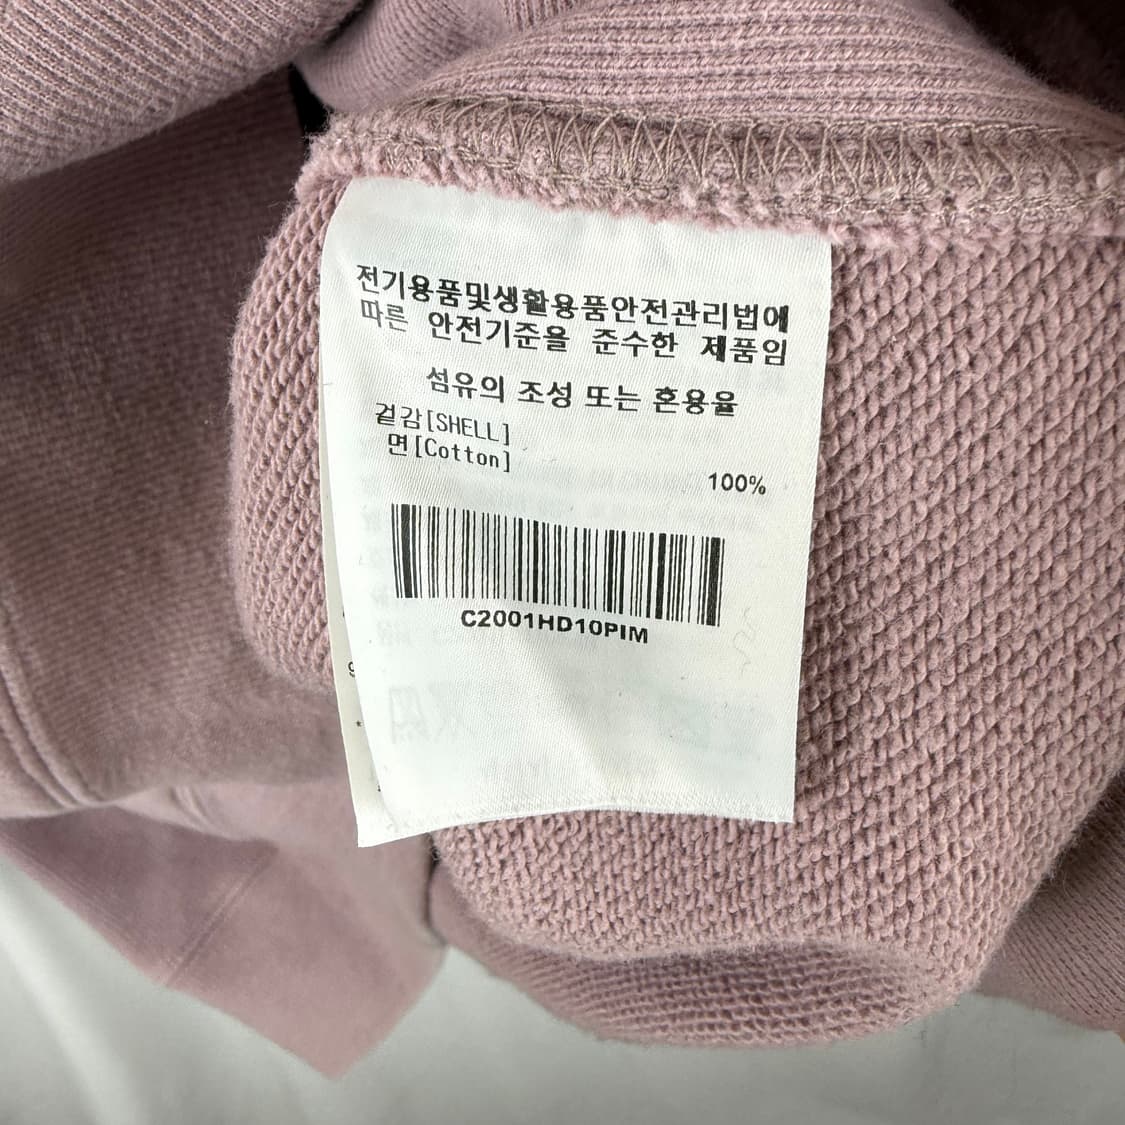 전기용품및생활용품안전관리법에
따른 안전기준을 준수한 제품임
섬유의 조성 또는 혼용율
겉감[SHELL]
면[Cotton]
100%
C2001HD10PIM